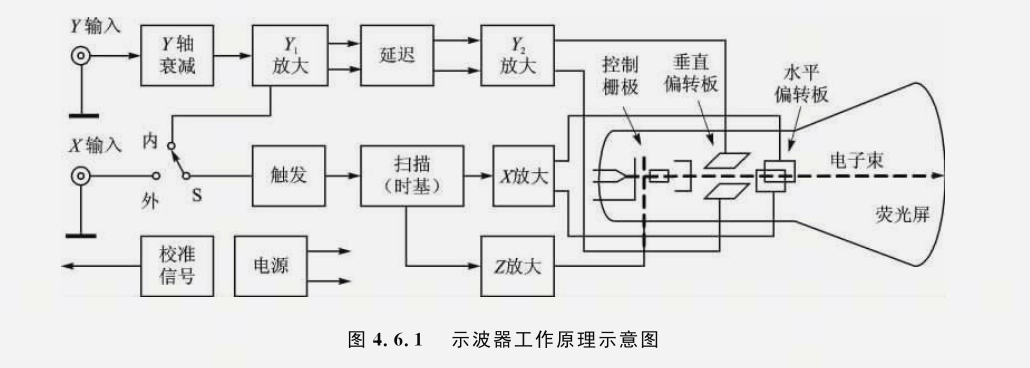 Y 输入
Y 轴
衰减
Y₁
放大
延迟
Y₂
放大
控制
栅极
垂直
偏转板
水平
偏转板
X 输入
内
外
S
触发
扫描
(时基)
X放大
电子束
荧光屏
校准
信号
电源
Z放大
图 4.6.1 示波器工作原理示意图